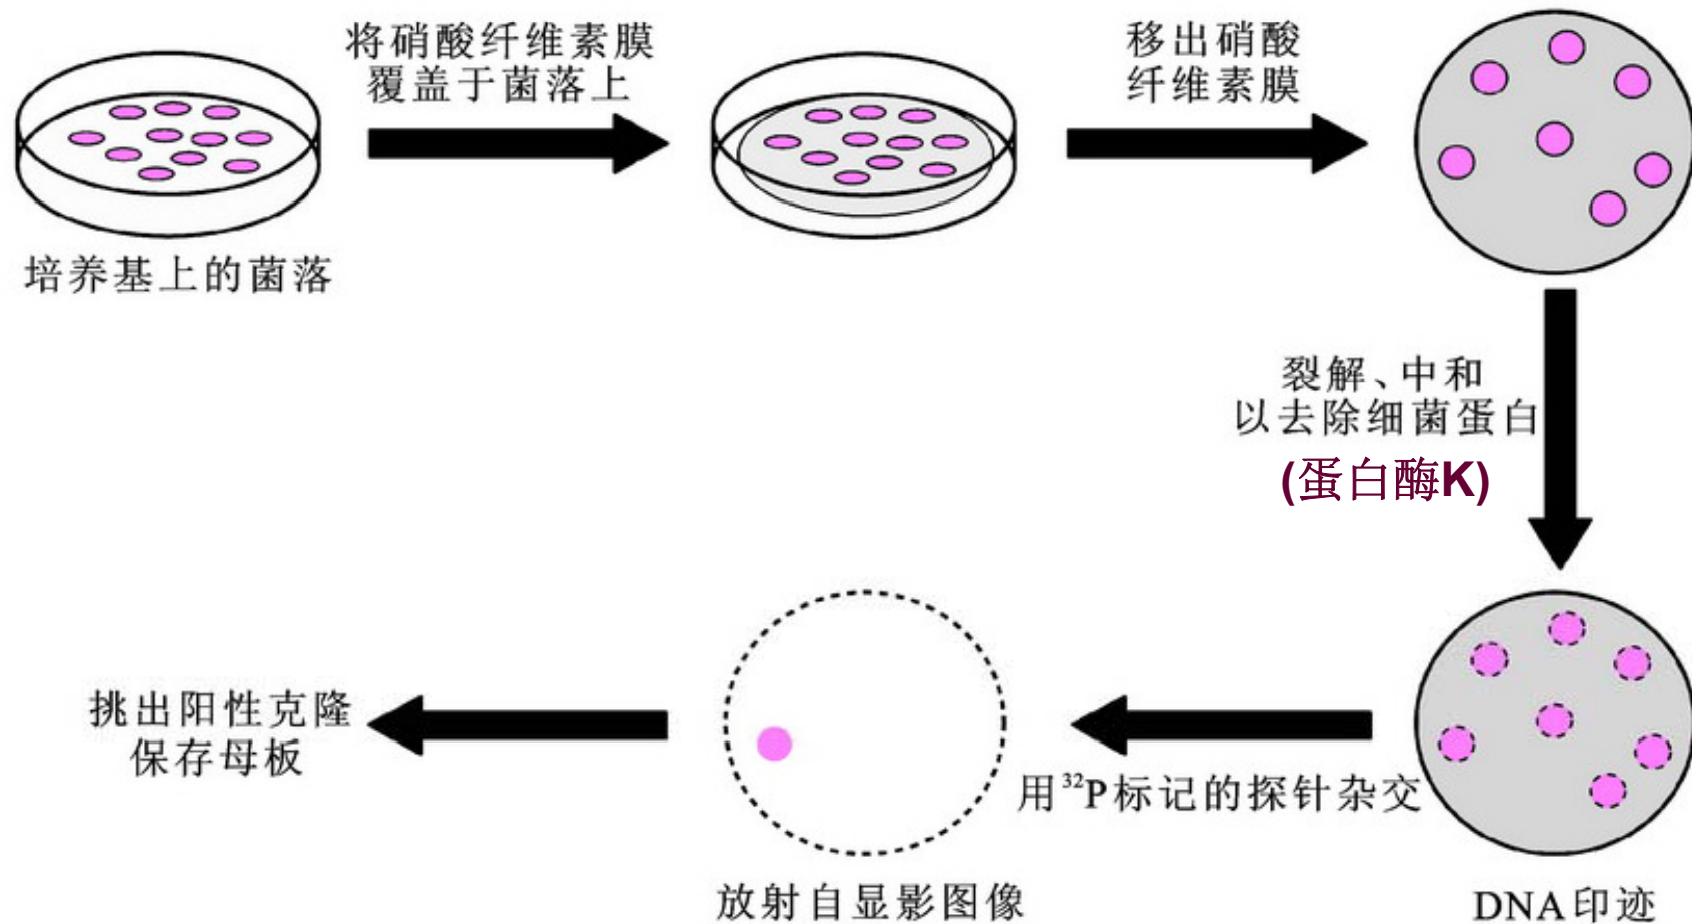 将硝酸纤维素膜
覆盖于菌落上
移出硝酸
纤维素膜
培养基上的菌落
裂解、中和
以去除细菌蛋白
(蛋白酶K)
DNA印迹
用³²P标记的探针杂交
放射自显影图像
挑出阳性克隆
保存母板